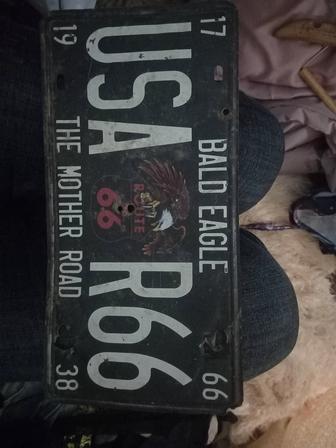 17 BALD EAGLE 66
USA R66
ROUTE
66
19 THE MOTHER ROAD 38